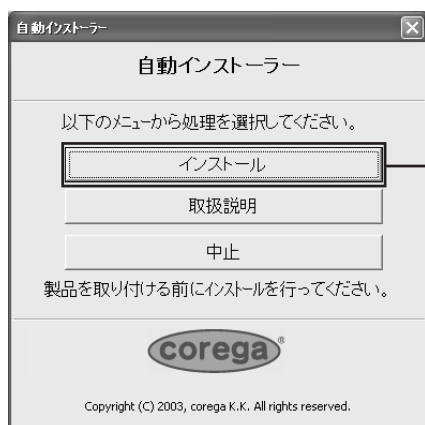 自動インストーラー
自動インストーラー
以下のメニューから処理を選択してください。
インストール
取扱説明
中止
製品を取り付ける前にインストールを行ってください。
corega®
Copyright (C) 2003, corega K.K. All rights reserved.